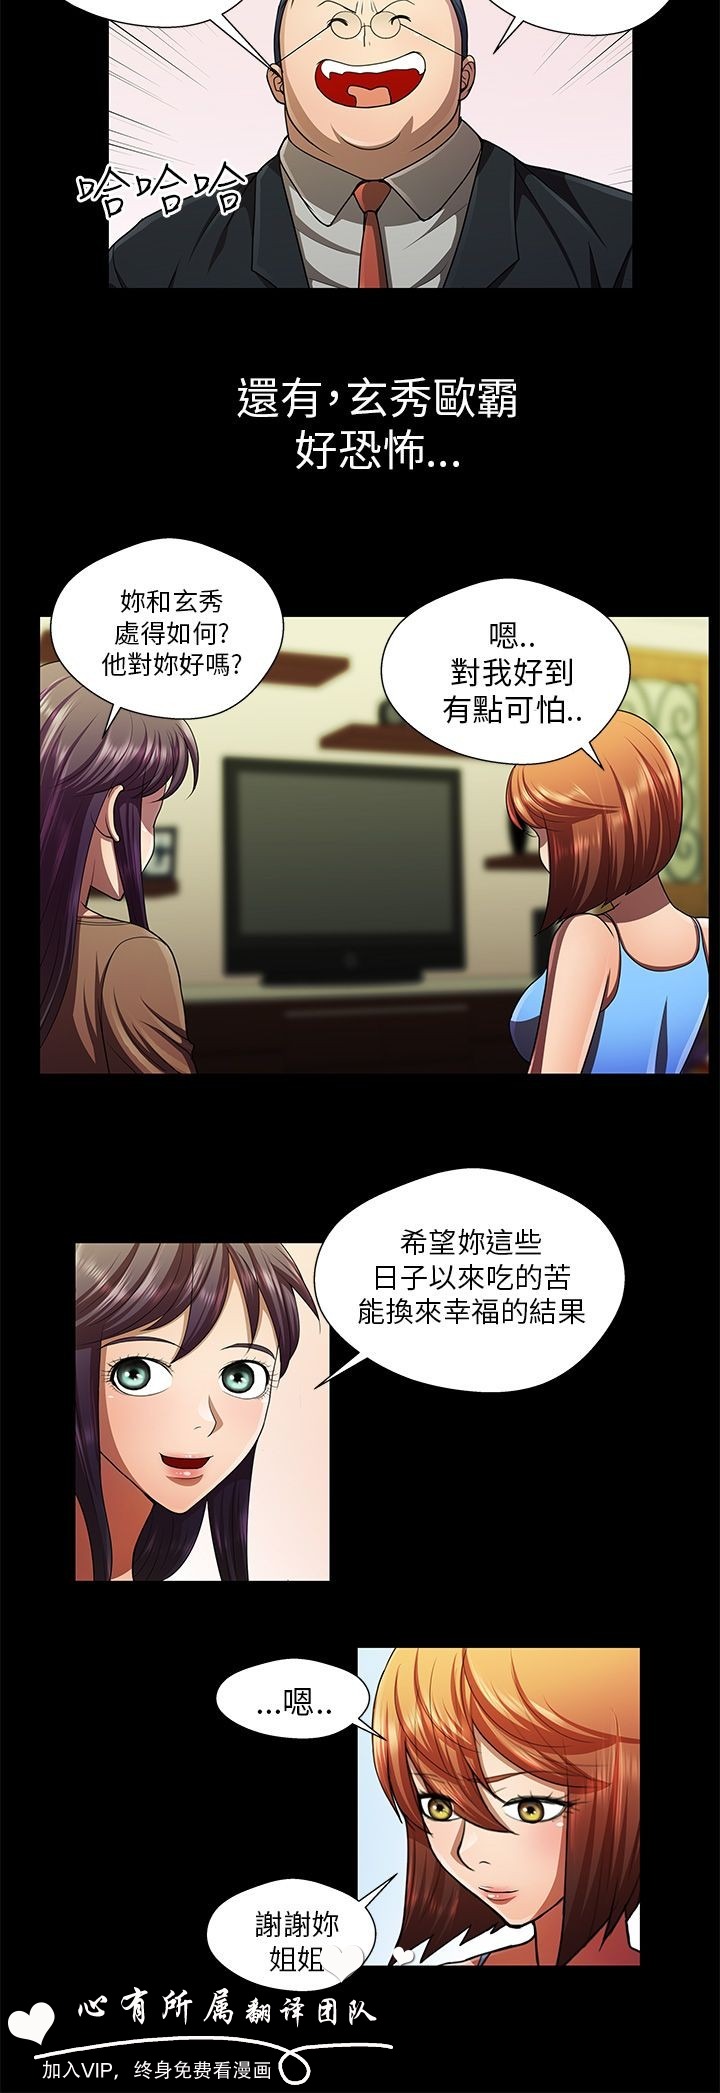 哈哈哈
還有,玄秀歐霸
好恐怖...
妳和玄秀
處得如何?
他對妳好嗎?
嗯..
對我好到
有點可怕..
希望妳這些
日子以來吃的苦
能換來幸福的結果
...嗯..
謝謝妳
姐姐
心有所属翻译团队
加入VIP，终身免费看漫画